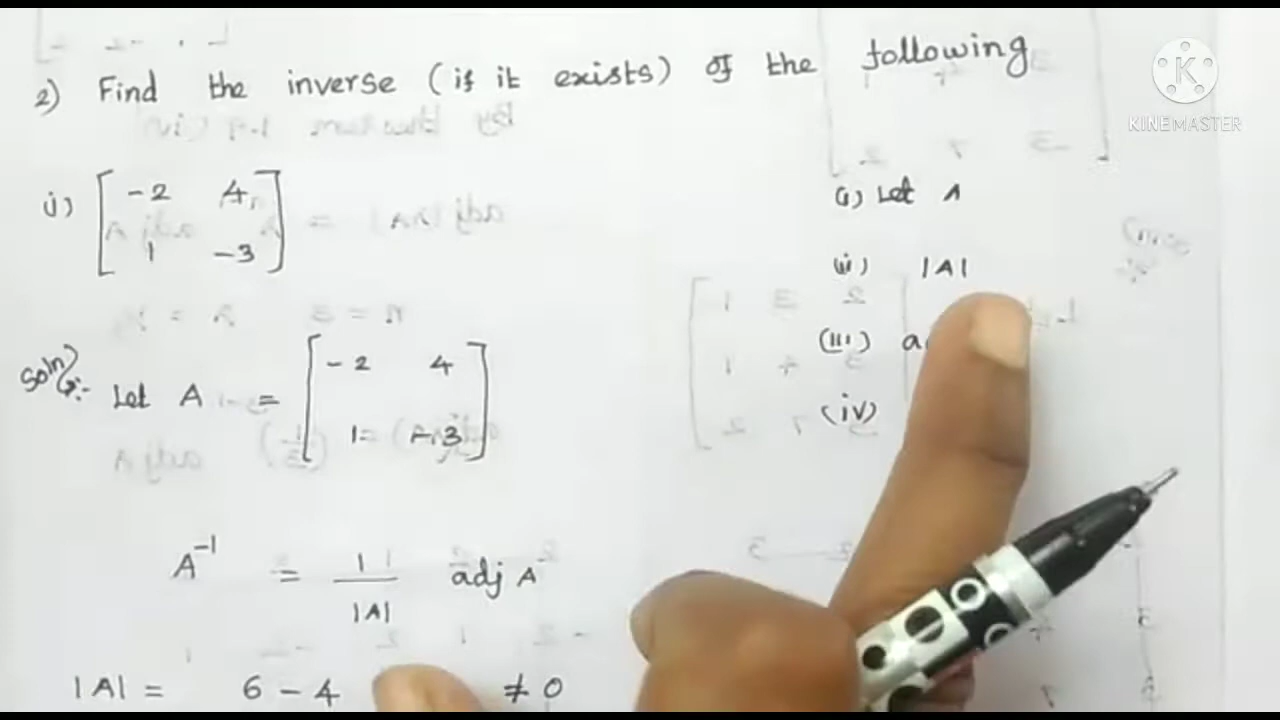 2) Find the inverse (if it exists) of the following
KINEMASTER
i) [ -2 4
1 -3 ]
(i) Let A
(ii) |A|
(iii) a
(iv)
Soln:- Let A = [ -2 4
1 -3 ]
A⁻¹ = 1/|A| adj A
|A| = 6 - 4 ≠ 0